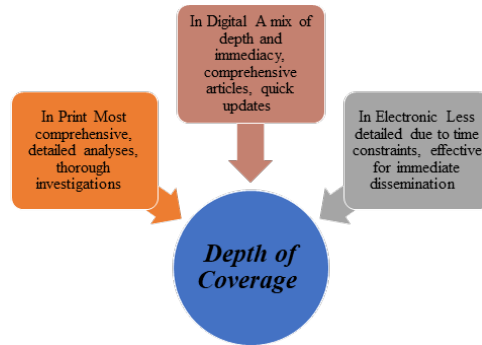 In Digital A mix of
depth and
immediacy,
comprehensive
articles, quick
updates
In Print Most
comprehensive,
detailed analyses,
thorough
investigations
In Electronic Less
detailed due to time
constraints, effective
for immediate
dissemination
Depth of
Coverage